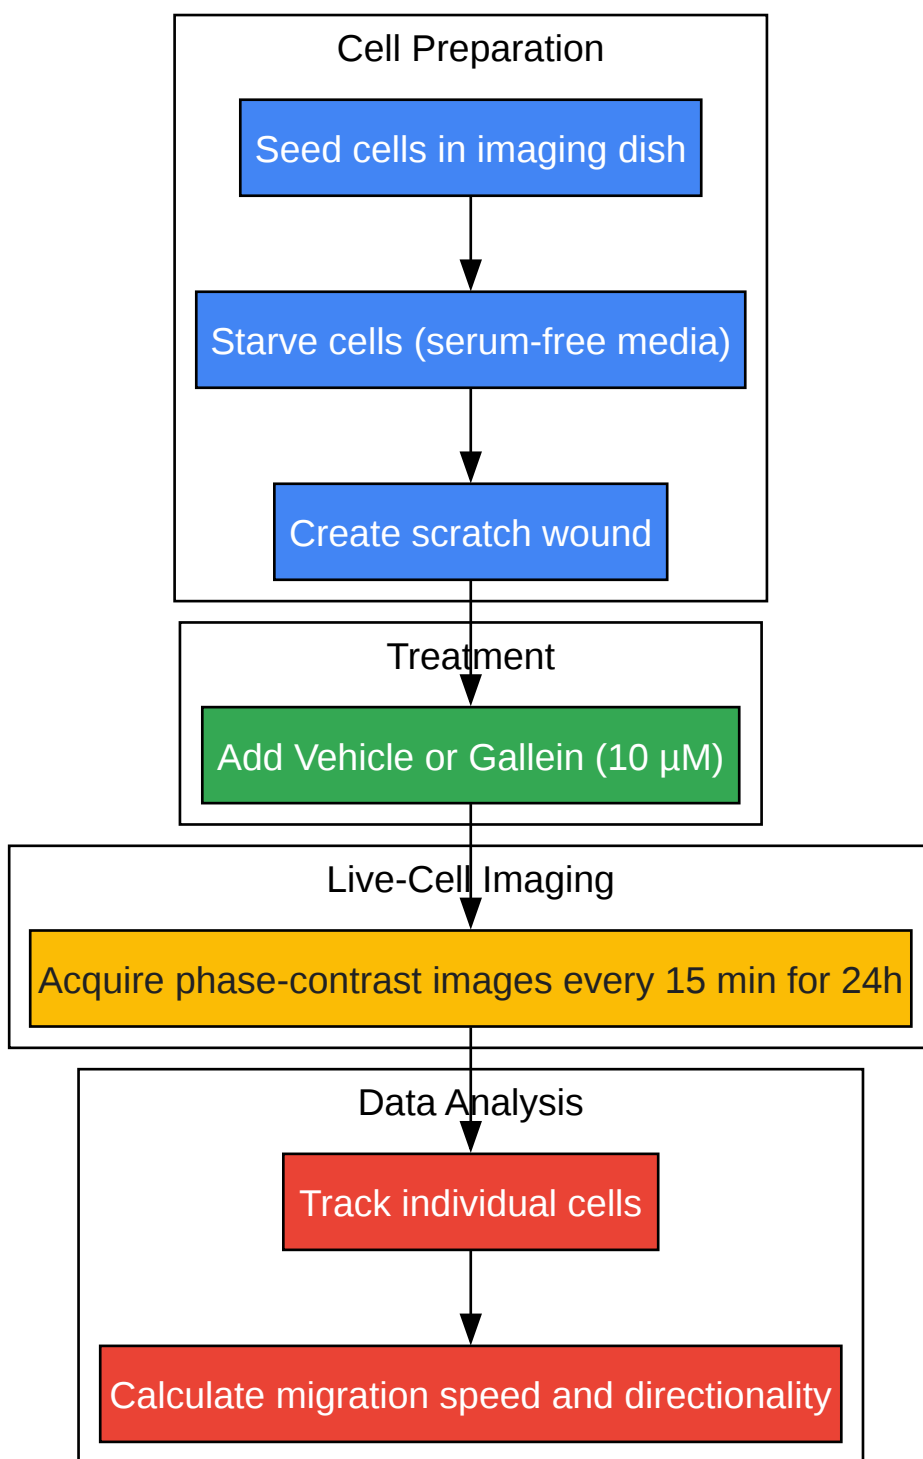 Cell Preparation
Seed cells in imaging dish
Starve cells (serum-free media)
Create scratch wound
Treatment
Add Vehicle or Gallein (10 µM)
Live-Cell Imaging
Acquire phase-contrast images every 15 min for 24h
Data Analysis
Track individual cells
Calculate migration speed and directionality